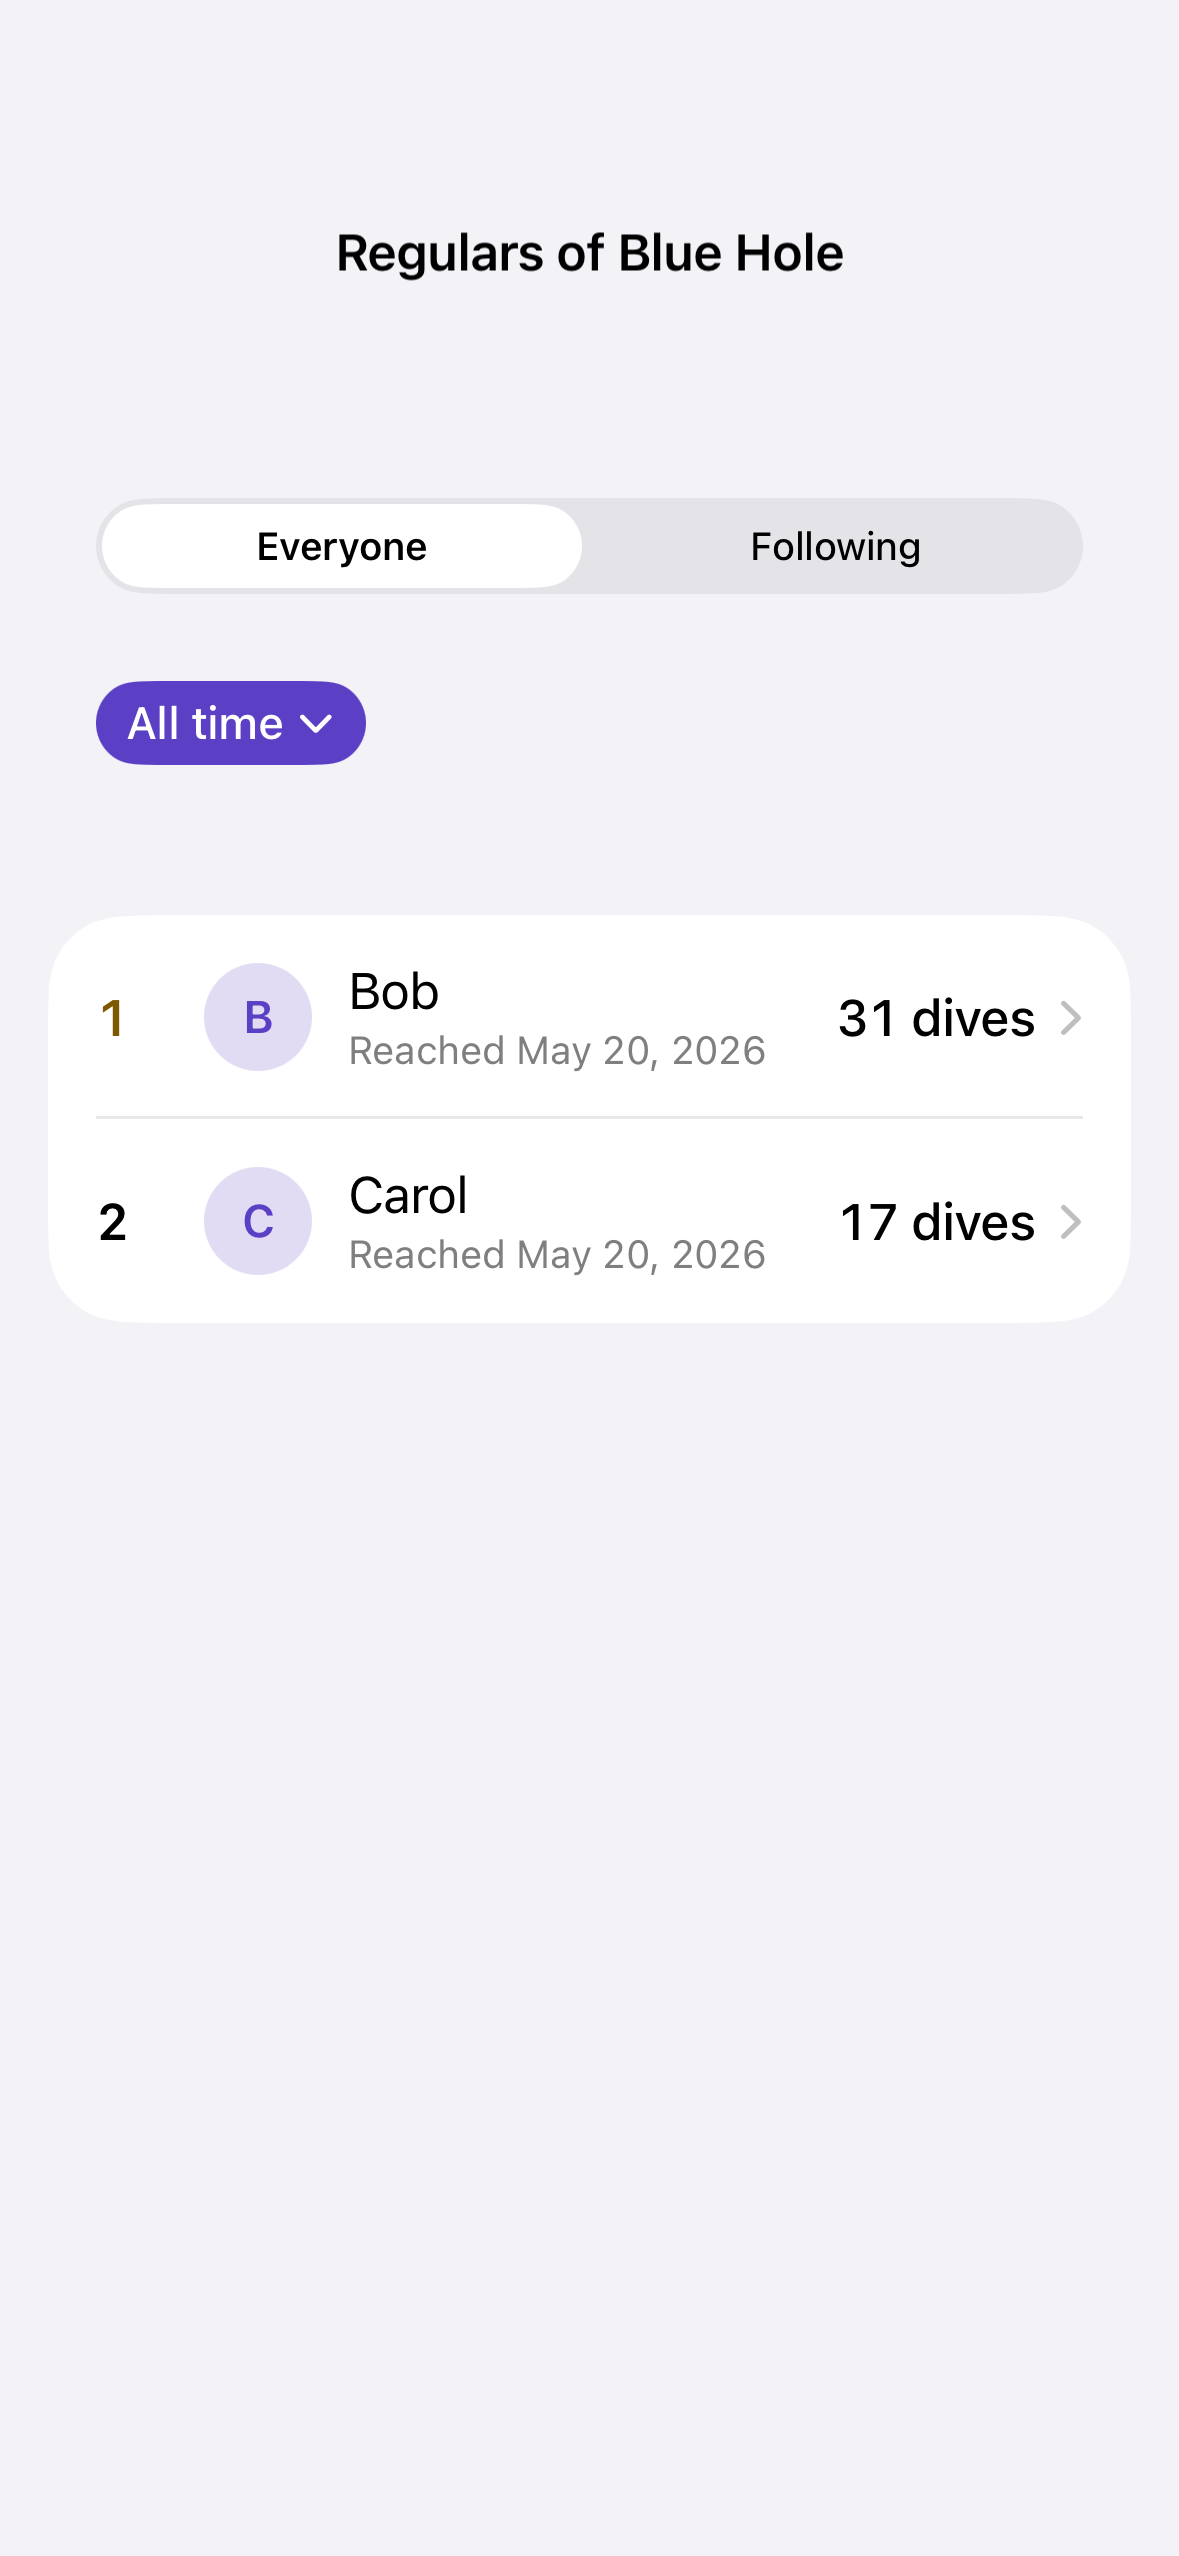 Regulars of Blue Hole
Everyone
Following
All time
1
B
Bob
Reached May 20, 2026
31 dives
2
C
Carol
Reached May 20, 2026
17 dives